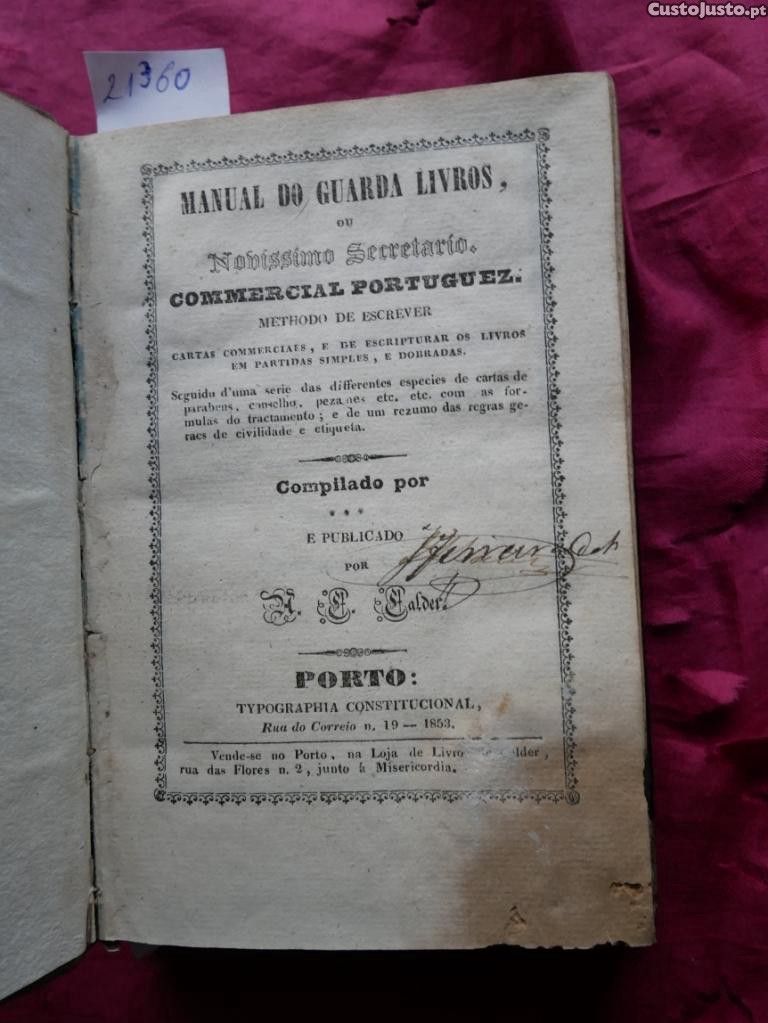 CustoJusto.pt
21360
MANUAL DO GUARDA LIVROS,
OU
Novissimo Secretario.
COMMERCIAL PORTUGUEZ.
METHODO DE ESCREVER
CARTAS COMMERCIAES, E DE ESCRIPTURAR OS LIVROS
EM PARTIDAS SIMPLES, E DOBRADAS.
Seguido d'uma serie das differentes especies de cartas de
parabens, conselho, pezames etc. etc. com as for-
mulas do tractamento; e de um rezumo das regras ge-
raes de civilidade e etiqueta.
Compilado por
* * *
E PUBLICADO
POR
Calder.
PORTO:
TYPOGRAPHIA CONSTITUCIONAL,
Rua do Correio n. 19 — 1853.
Vende-se no Porto, na Loja de Livro
rua das Flores n. 2, junto á Misericordia.